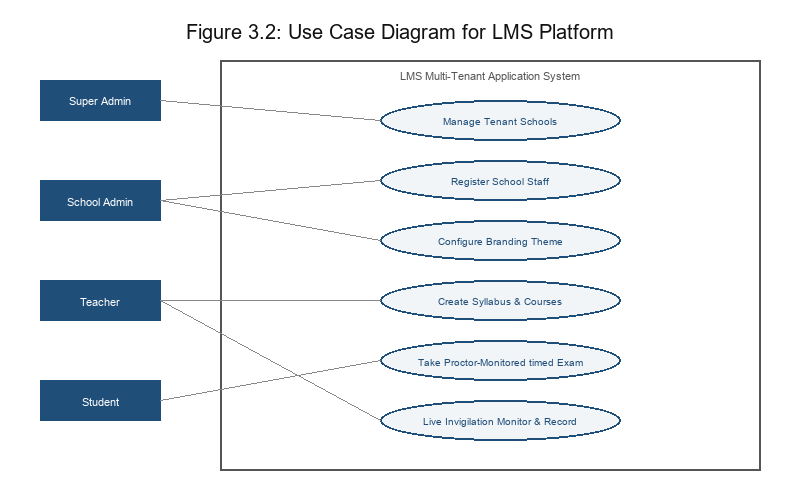 Figure 3.2: Use Case Diagram for LMS Platform
LMS Multi-Tenant Application System
Super Admin
Manage Tenant Schools
School Admin
Register School Staff
Configure Branding Theme
Teacher
Create Syllabus & Courses
Take Proctor-Monitored timed Exam
Student
Live Invigilation Monitor & Record